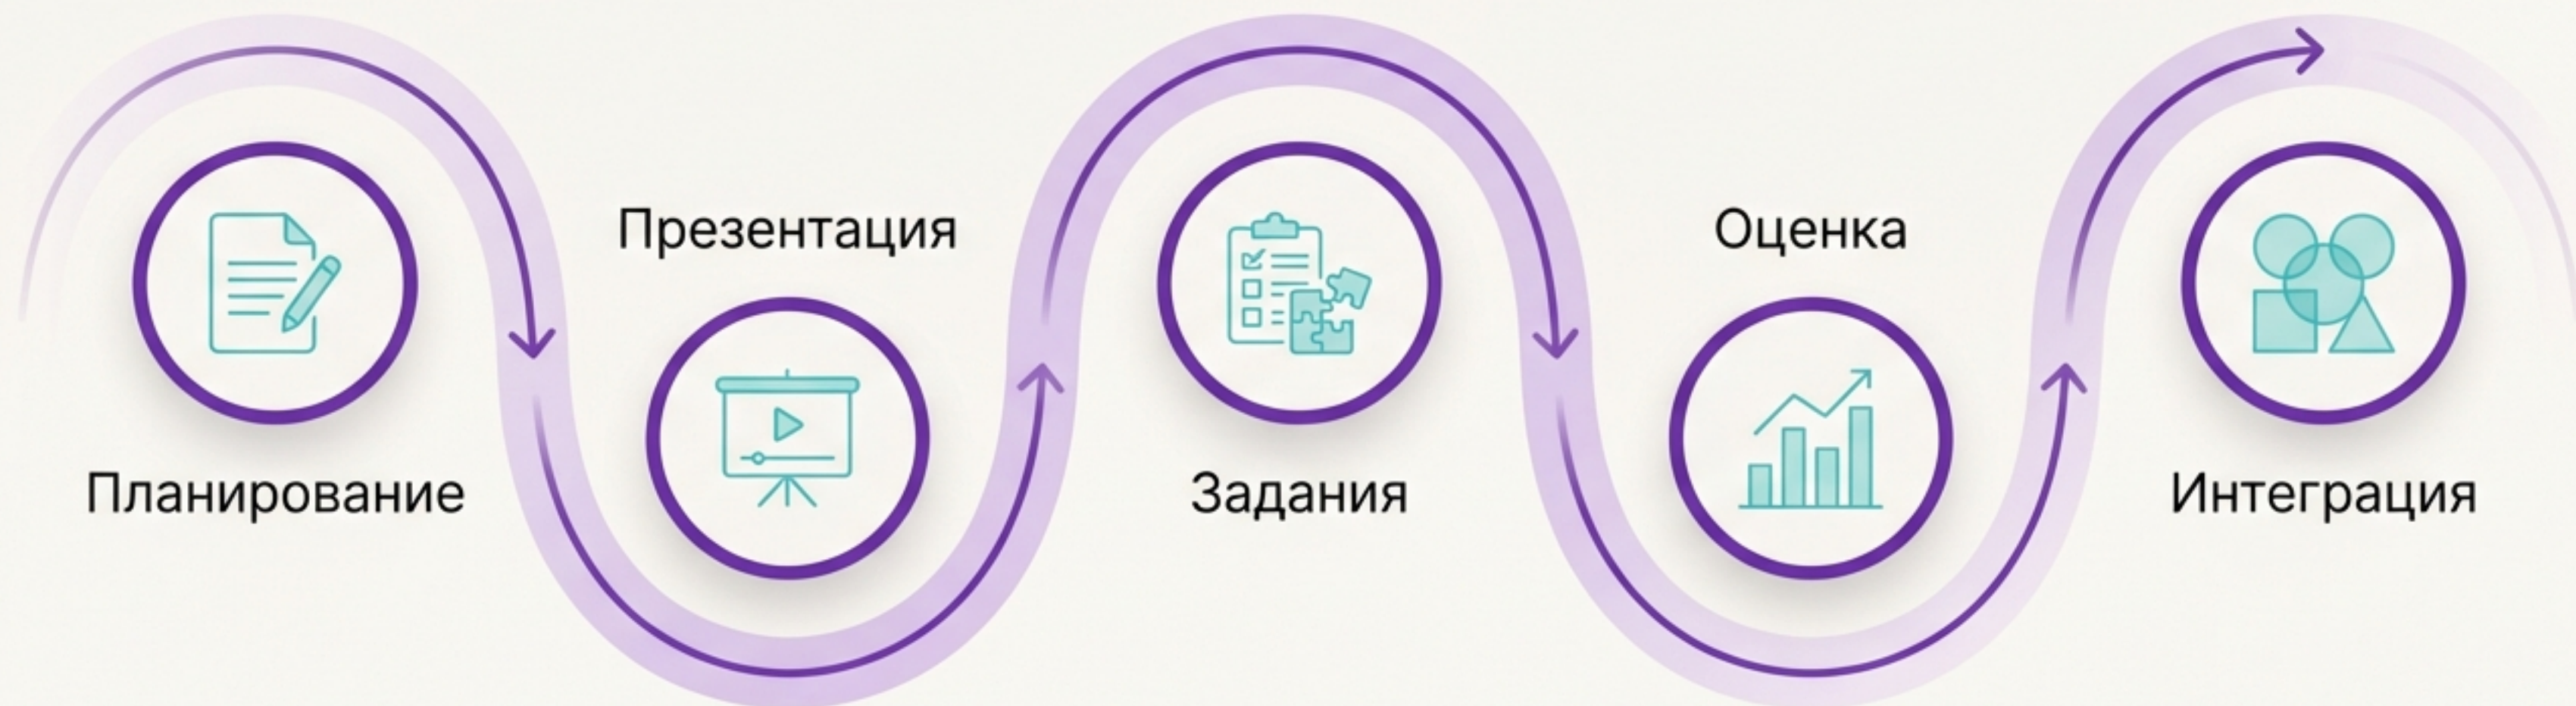 Планирование
Презентация
Задания
Оценка
Интеграция